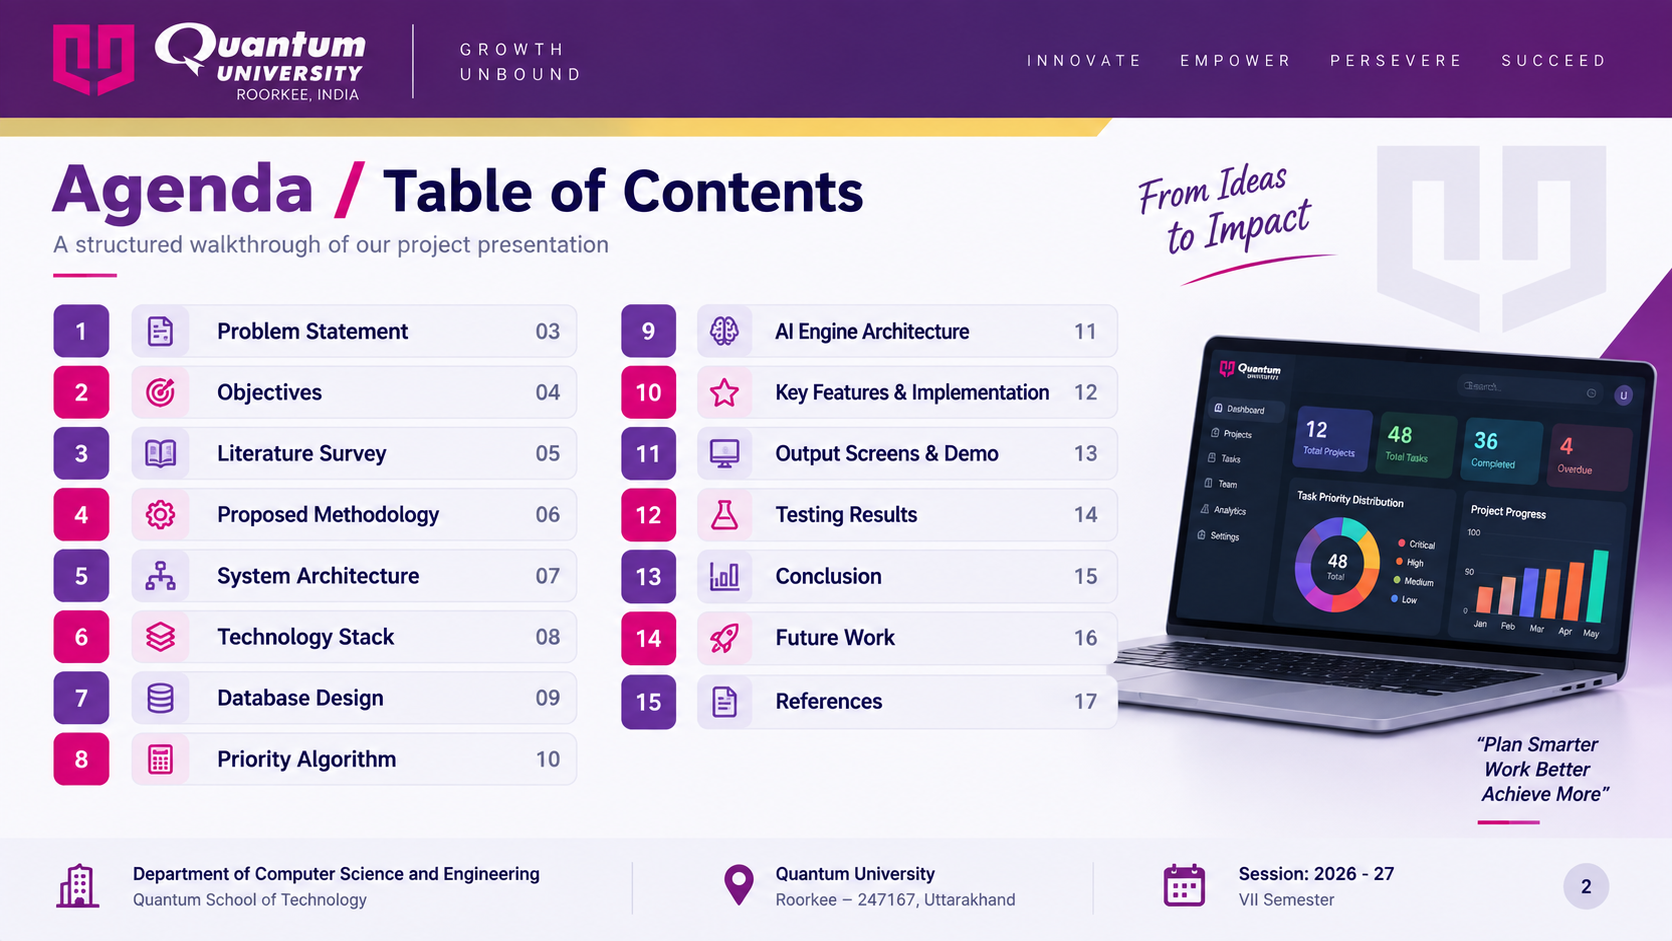 Quantum
UNIVERSITY
ROORKEE, INDIA
GROWTH
UNBOUND
INNOVATE EMPOWER PERSEVERE SUCCEED
Agenda / Table of Contents
A structured walkthrough of our project presentation
From Ideas
to Impact
1 Problem Statement 03
2 Objectives 04
3 Literature Survey 05
4 Proposed Methodology 06
5 System Architecture 07
6 Technology Stack 08
7 Database Design 09
8 Priority Algorithm 10
9 AI Engine Architecture 11
10 Key Features & Implementation 12
11 Output Screens & Demo 13
12 Testing Results 14
13 Conclusion 15
14 Future Work 16
15 References 17
Quantum
U
Dashboard
Projects
Tasks
Team
Analytics
Settings
12
Total Projects
48
Total Tasks
36
Completed
4
Overdue
Task Priority Distribution
48
Total
Critical
High
Medium
Low
Project Progress
100
90
0
Jan Feb Mar Apr May
“Plan Smarter
Work Better
Achieve More”
Department of Computer Science and Engineering
Quantum School of Technology
Quantum University
Roorkee – 247167, Uttarakhand
Session: 2026 - 27
VII Semester
2